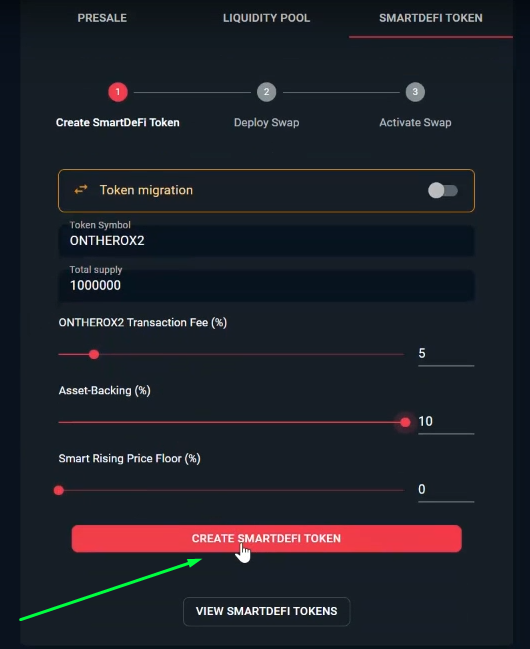 PRESALE LIQUIDITY POOL SMARTDEFI TOKEN
1 2 3
Create SmartDeFi Token Deploy Swap Activate Swap
Token migration
Token Symbol
ONTHEROX2
Total supply
1000000
ONTHEROX2 Transaction Fee (%)
5
Asset-Backing (%)
10
Smart Rising Price Floor (%)
0
CREATE SMARTDEFI TOKEN
VIEW SMARTDEFI TOKENS